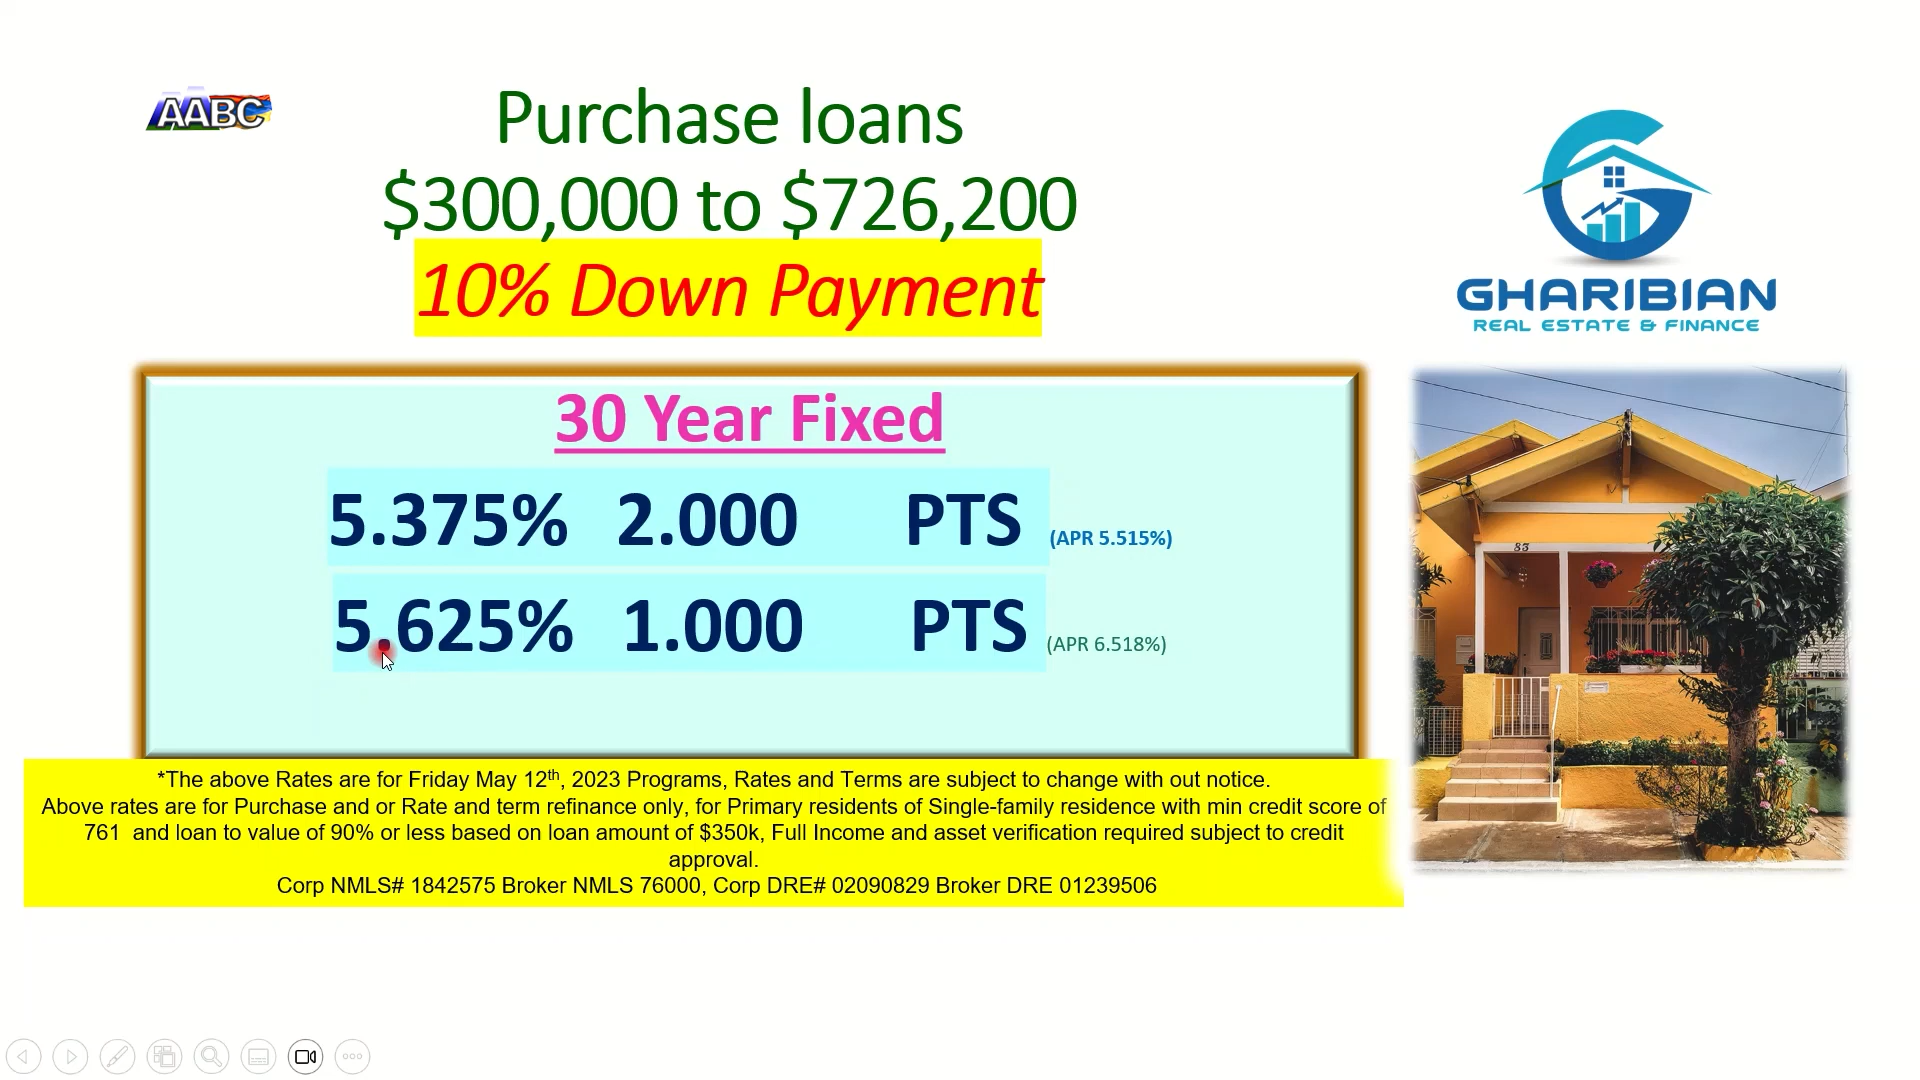 AABC
Purchase loans
$300,000 to $726,200
10% Down Payment
GHARIBIAN
REAL ESTATE & FINANCE
30 Year Fixed
5.375% 2.000 PTS (APR 5.515%)
5.625% 1.000 PTS (APR 6.518%)
83
*The above Rates are for Friday May 12th, 2023 Programs, Rates and Terms are subject to change with out notice.
Above rates are for Purchase and or Rate and term refinance only, for Primary residents of Single-family residence with min credit score of
761 and loan to value of 90% or less based on loan amount of $350k, Full Income and asset verification required subject to credit
approval.
Corp NMLS# 1842575 Broker NMLS 76000, Corp DRE# 02090829 Broker DRE 01239506